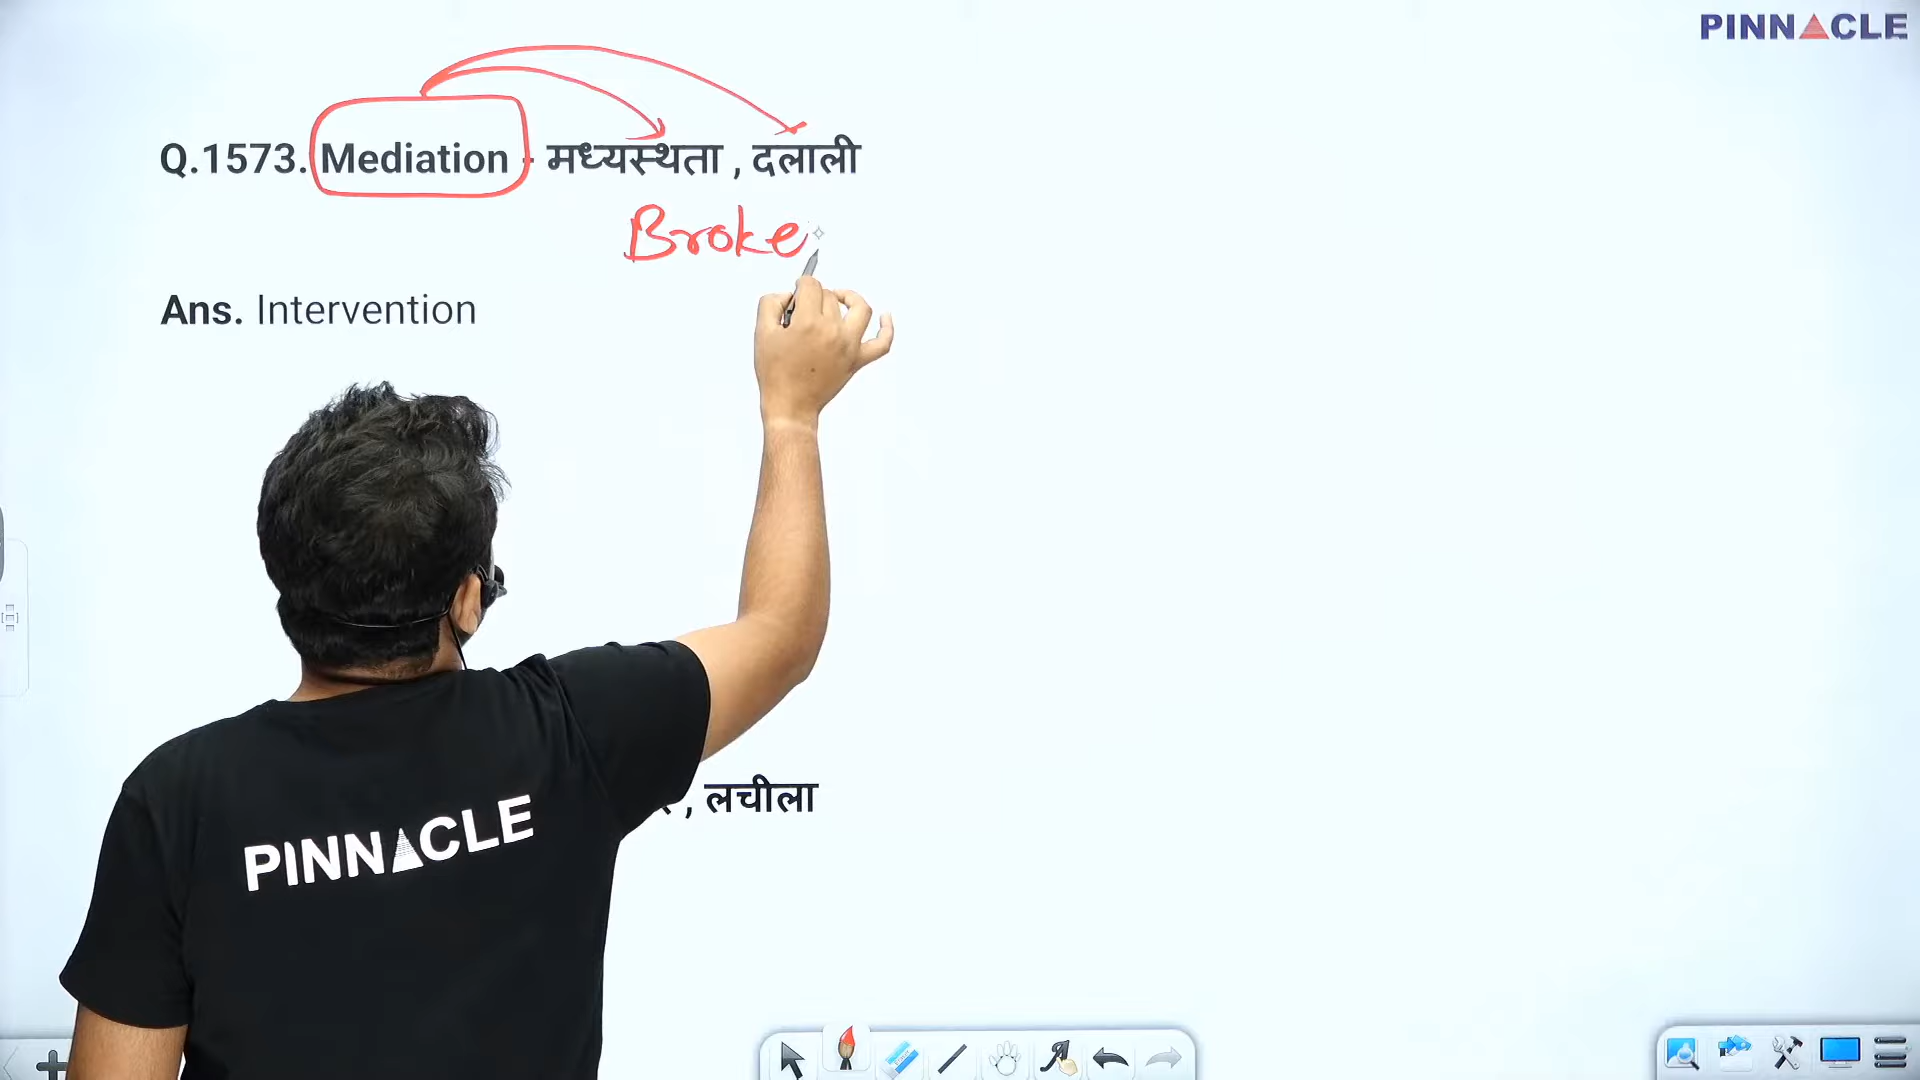 PINNACLE
Q.1573. Mediation - मध्यस्थता , दलाली
Broke
Ans. Intervention
, लचीला
PINNACLE